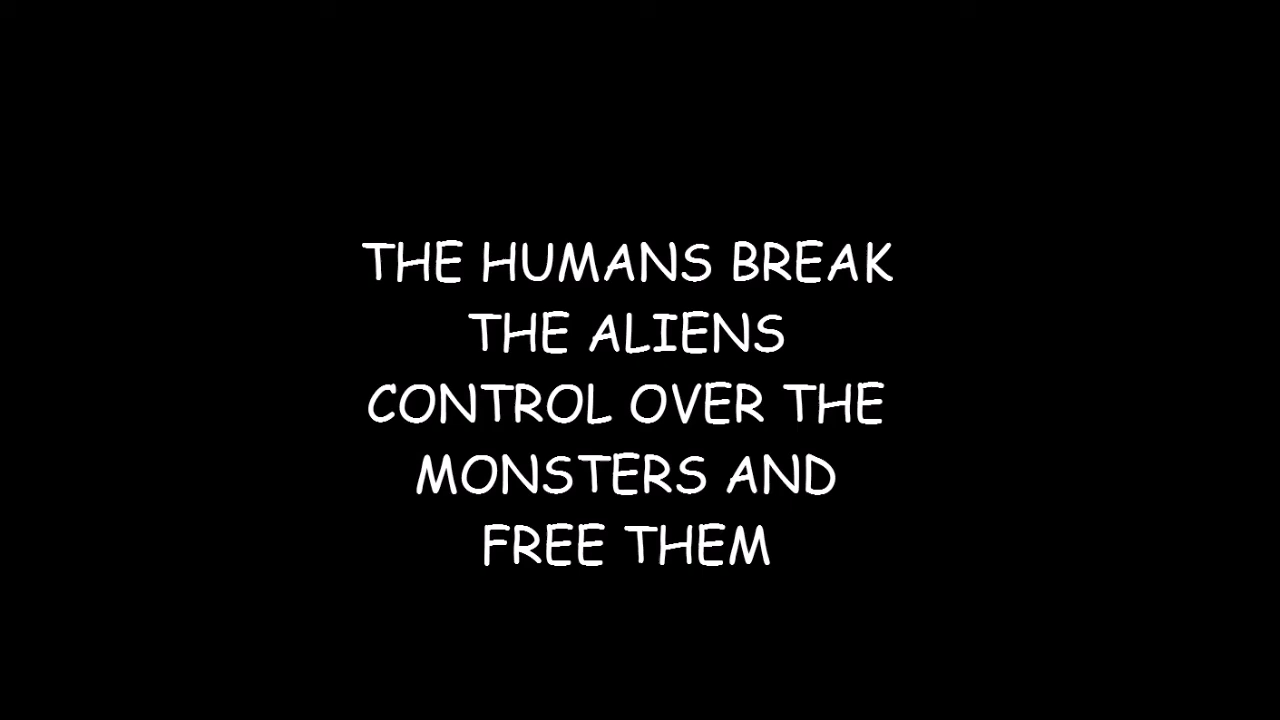 THE HUMANS BREAK
THE ALIENS
CONTROL OVER THE
MONSTERS AND
FREE THEM